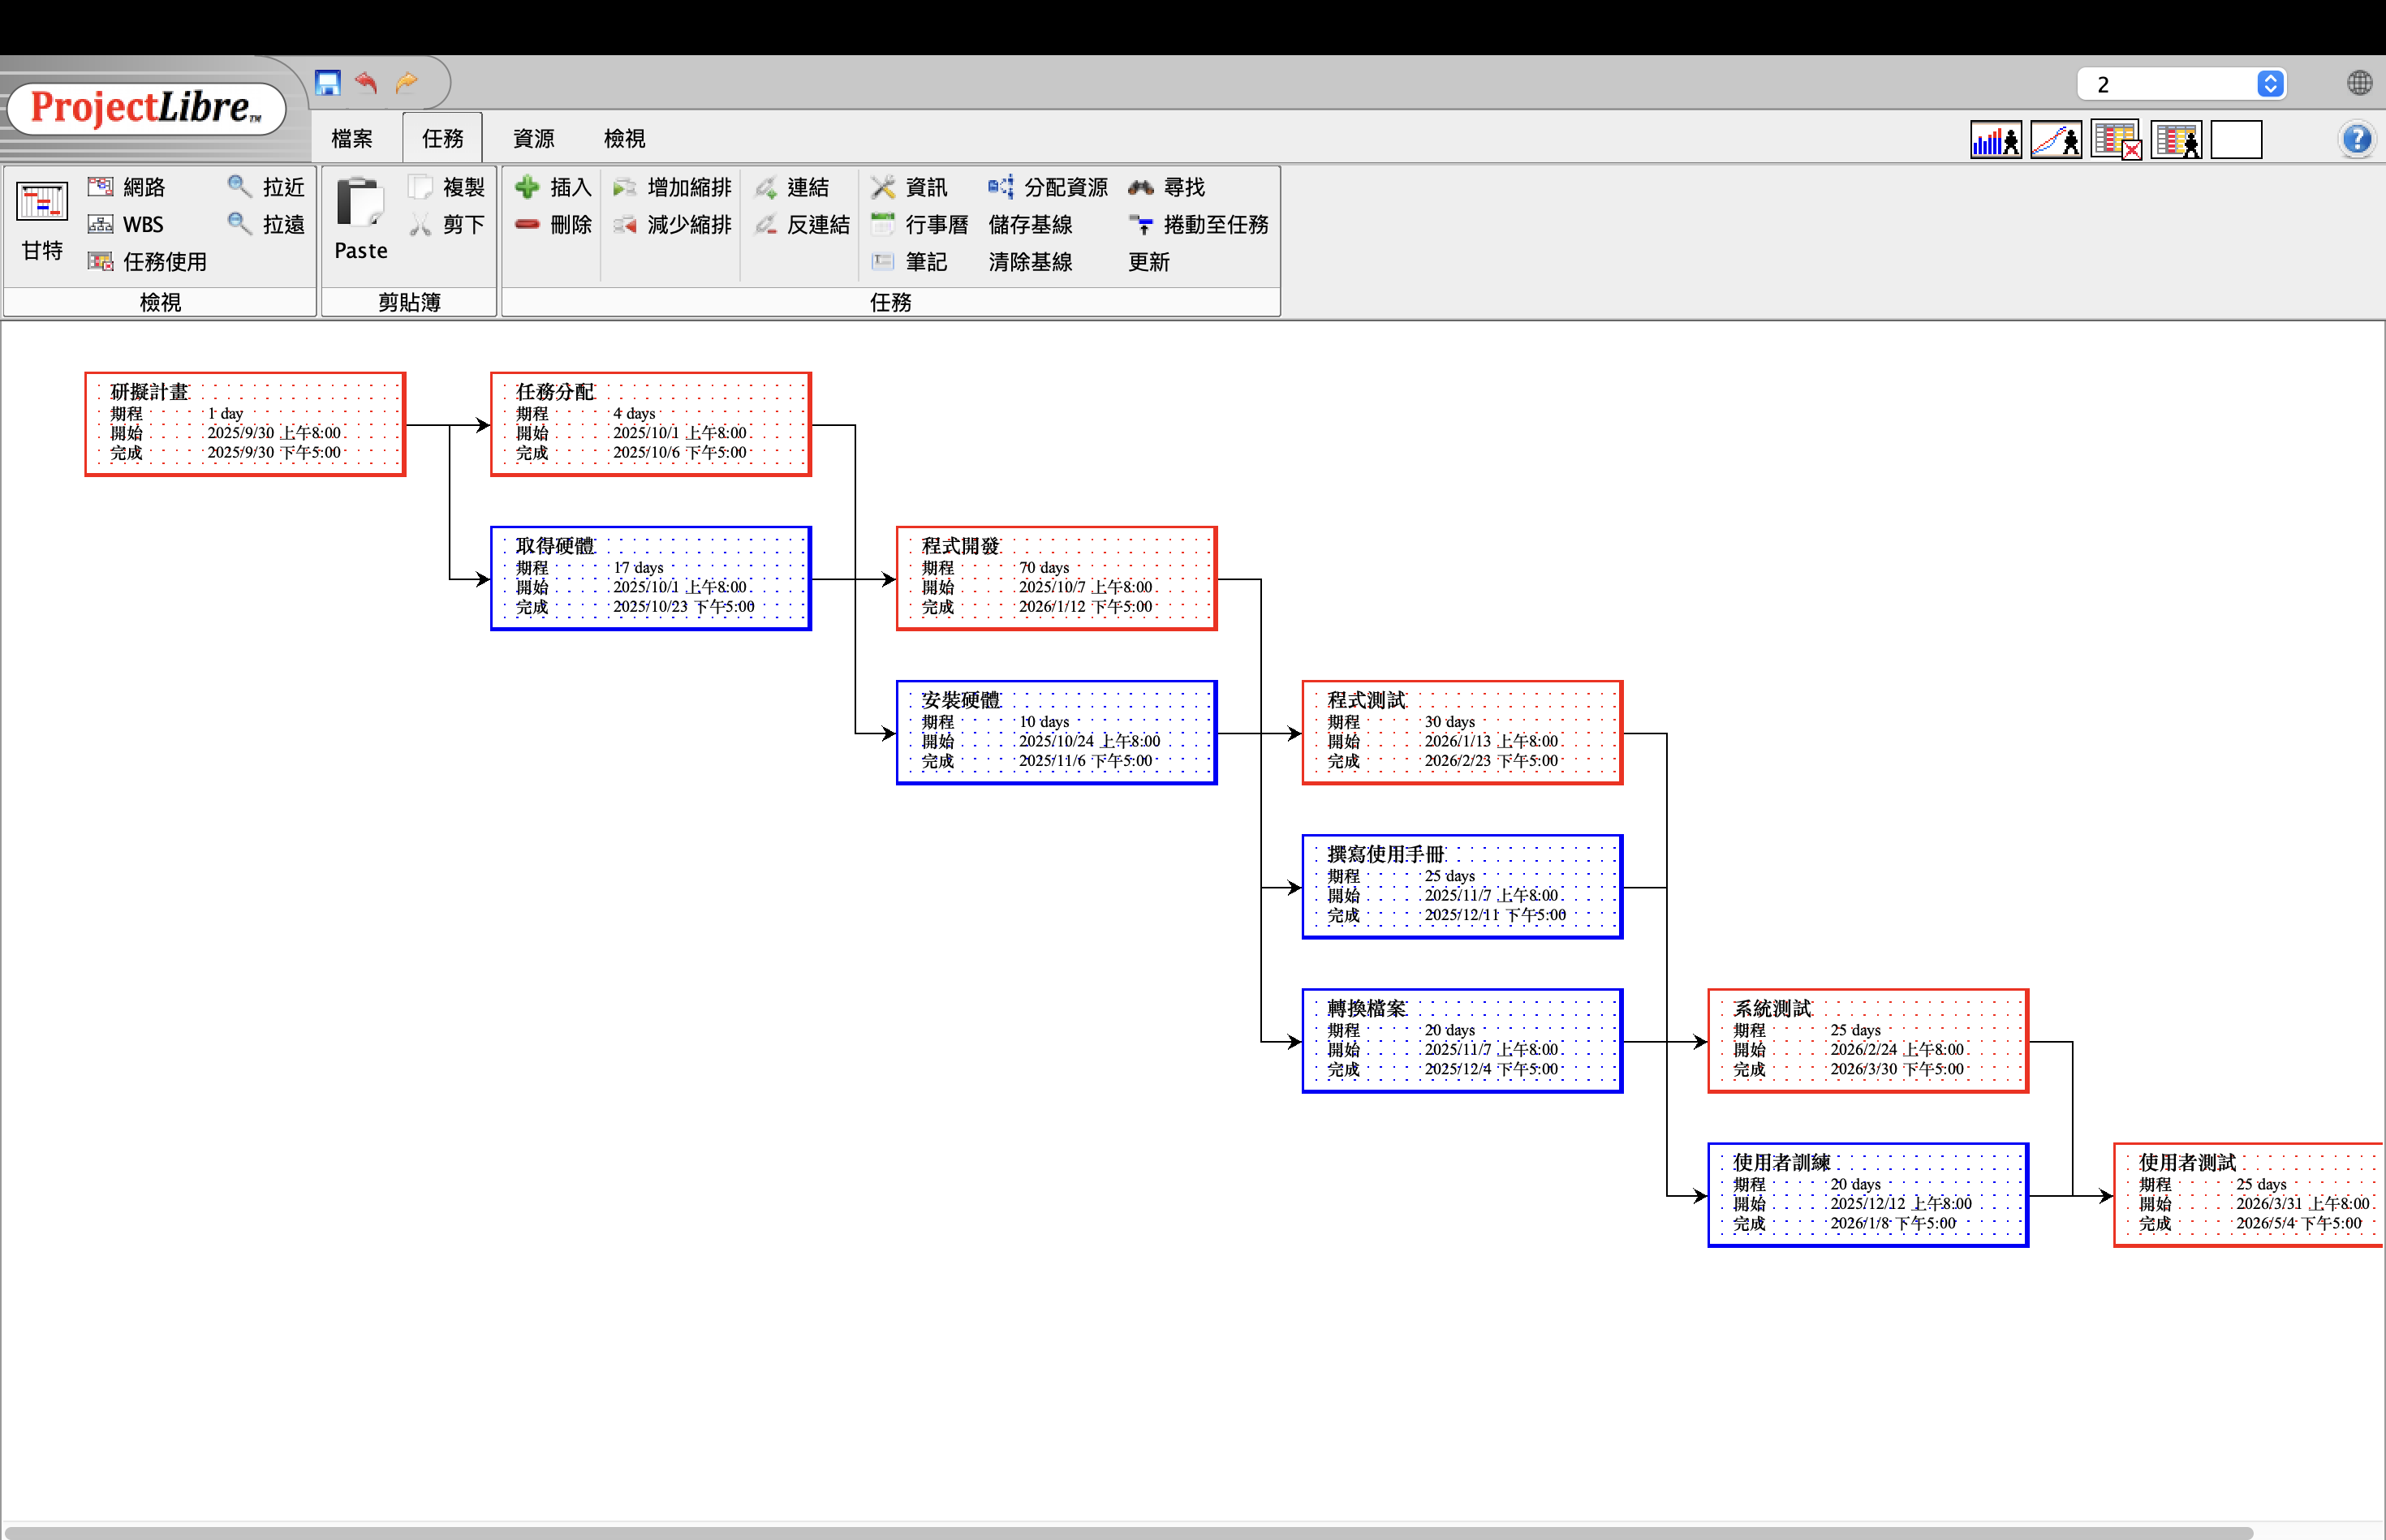 ProjectLibre™
2
檔案 任務 資源 檢視
甘特
網路
WBS
任務使用
拉近
拉遠
檢視
Paste
複製
剪下
剪貼簿
插入
刪除
增加縮排
減少縮排
連結
反連結
資訊
行事曆
筆記
分配資源
儲存基線
清除基線
尋找
捲動至任務
更新
任務
研擬計畫
期程 1 day
開始 2025/9/30 上午8:00
完成 2025/9/30 下午5:00
任務分配
期程 4 days
開始 2025/10/1 上午8:00
完成 2025/10/6 下午5:00
取得硬體
期程 17 days
開始 2025/10/1 上午8:00
完成 2025/10/23 下午5:00
程式開發
期程 70 days
開始 2025/10/7 上午8:00
完成 2026/1/12 下午5:00
安裝硬體
期程 10 days
開始 2025/10/24 上午8:00
完成 2025/11/6 下午5:00
程式測試
期程 30 days
開始 2026/1/13 上午8:00
完成 2026/2/23 下午5:00
撰寫使用手冊
期程 25 days
開始 2025/11/7 上午8:00
完成 2025/12/11 下午5:00
轉換檔案
期程 20 days
開始 2025/11/7 上午8:00
完成 2025/12/4 下午5:00
系統測試
期程 25 days
開始 2026/2/24 上午8:00
完成 2026/3/30 下午5:00
使用者訓練
期程 20 days
開始 2025/12/12 上午8:00
完成 2026/1/8 下午5:00
使用者測試
期程 25 days
開始 2026/3/31 上午8:00
完成 2026/5/4 下午5:00